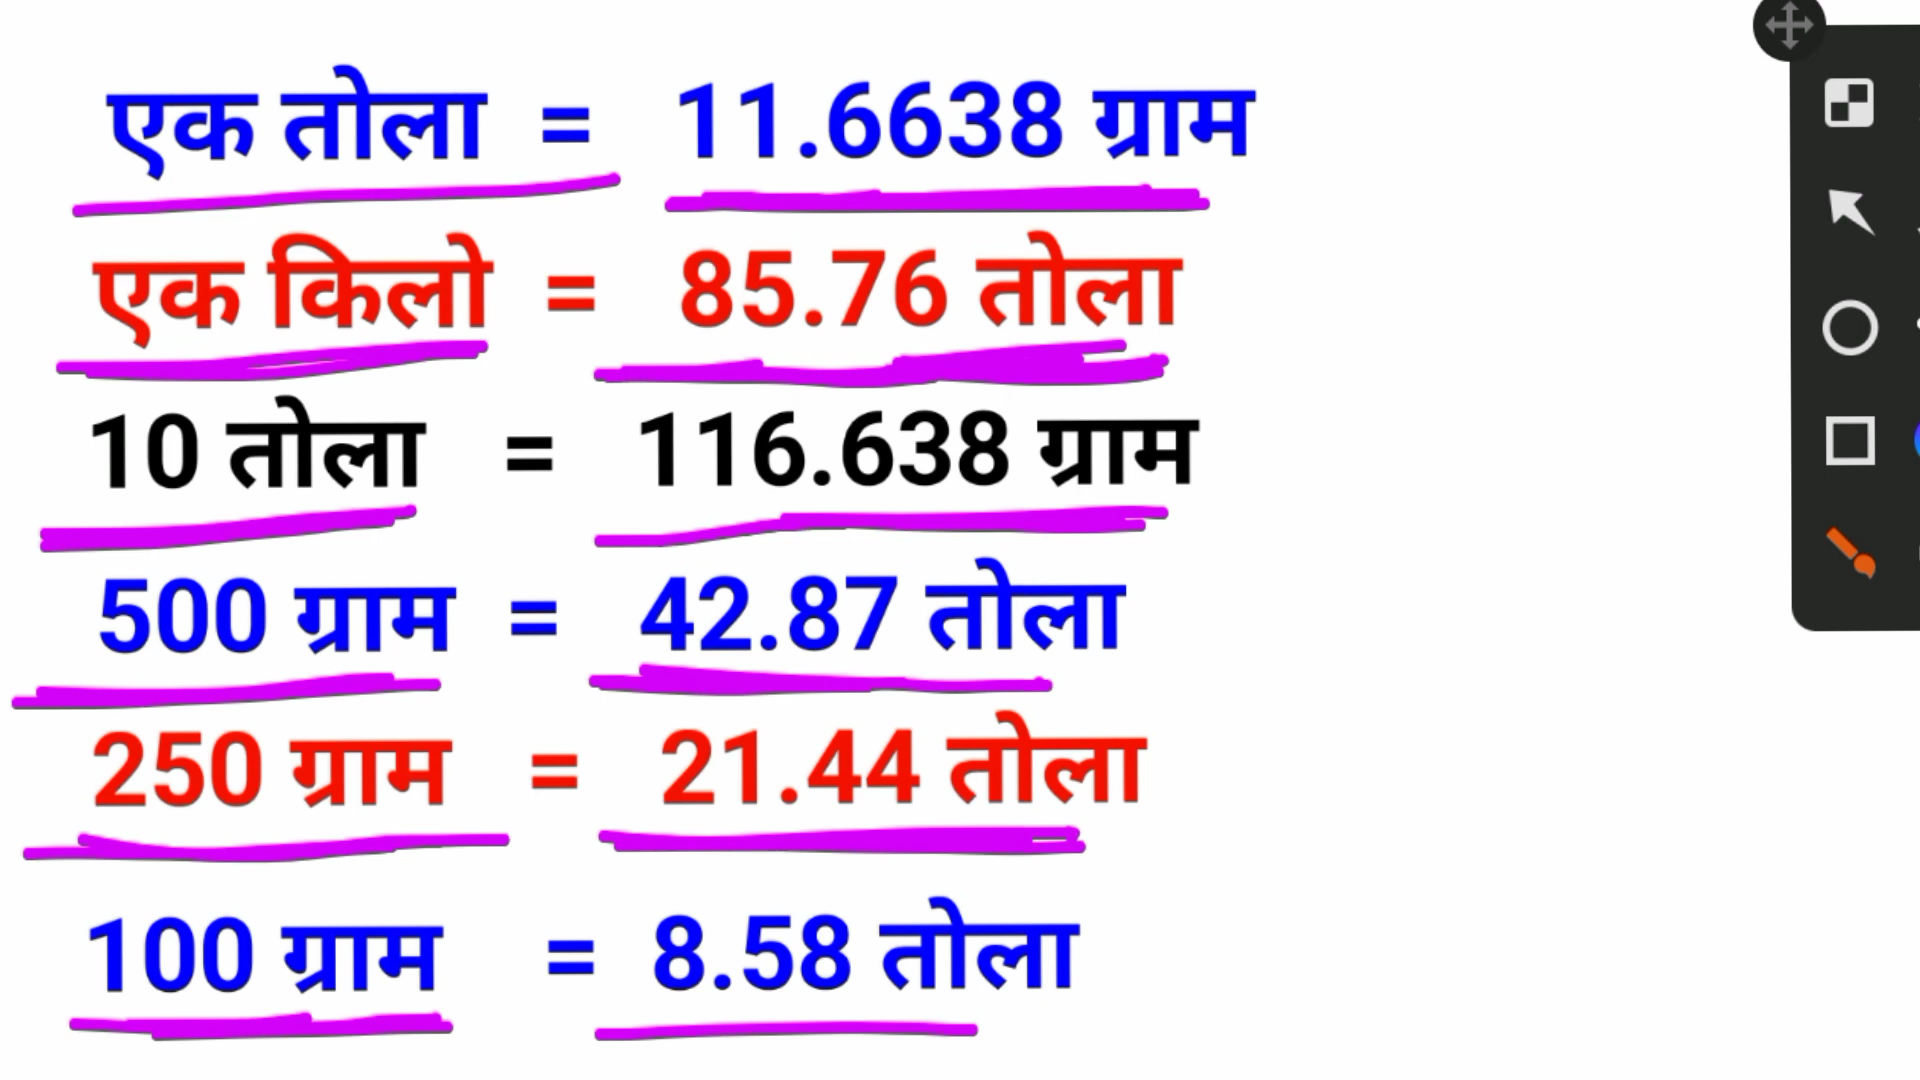 एक तोला = 11.6638 ग्राम
एक किलो = 85.76 तोला
10 तोला = 116.638 ग्राम
500 ग्राम = 42.87 तोला
250 ग्राम = 21.44 तोला
100 ग्राम = 8.58 तोला